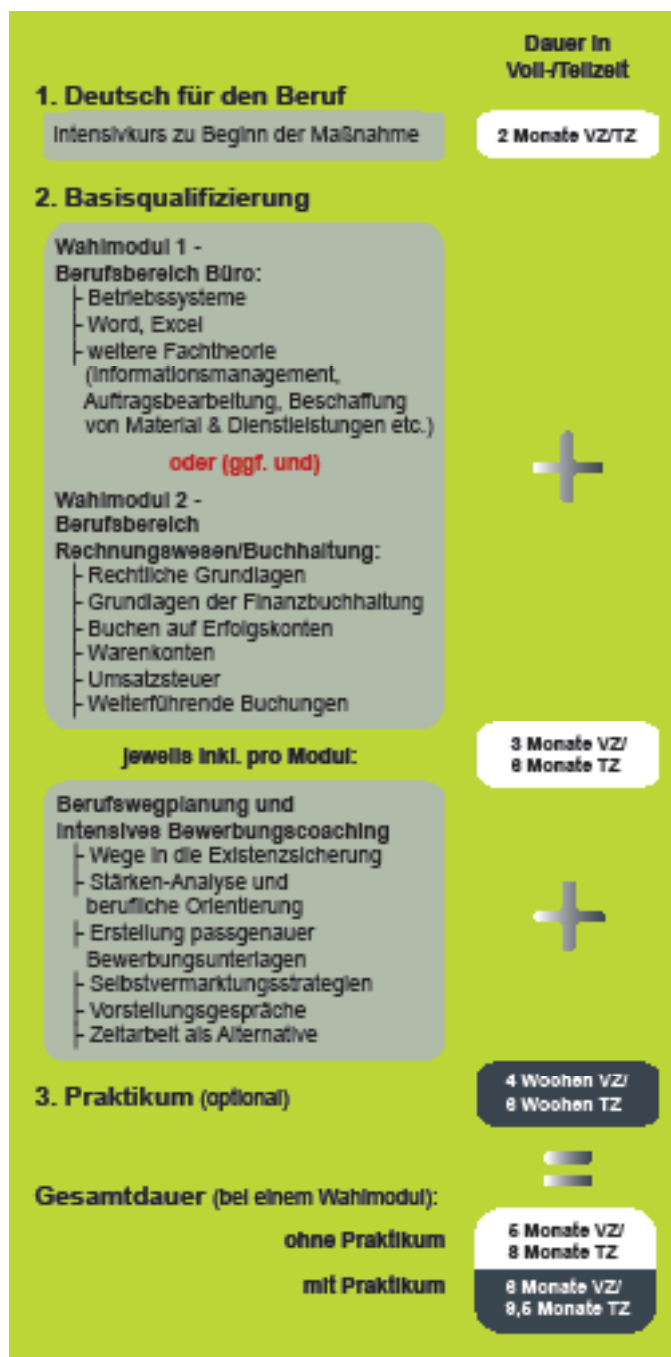 Dauer in
Voll-/Teilzeit
1. Deutsch für den Beruf
Intensivkurs zu Beginn der Maßnahme
2 Monate VZ/TZ
2. Basisqualifizierung
Wahlmodul 1 -
Berufsbereich Büro:
Betriebssysteme
Word, Excel
weitere Fachtheorie
(Informationsmanagement,
Auftragsbearbeitung, Beschaffung
von Material & Dienstleistungen etc.)
oder (ggf. und)
Wahlmodul 2 -
Berufsbereich
Rechnungswesen/Buchhaltung:
Rechtliche Grundlagen
Grundlagen der Finanzbuchhaltung
Buchen auf Erfolgskonten
Warenkonten
Umsatzsteuer
Weiterführende Buchungen
+
3 Monate VZ/
6 Monate TZ
jeweils inkl. pro Modul:
Berufswegplanung und
intensives Bewerbungscoaching
Wege in die Existenzsicherung
Stärken-Analyse und
berufliche Orientierung
Erstellung passgenauer
Bewerbungsunterlagen
Selbstvermarktungsstrategien
Vorstellungsgespräche
Zeitarbeit als Alternative
+
3. Praktikum (optional)
4 Wochen VZ/
6 Wochen TZ
=
Gesamtdauer (bei einem Wahlmodul):
ohne Praktikum
5 Monate VZ/
8 Monate TZ
mit Praktikum
6 Monate VZ/
9,5 Monate TZ